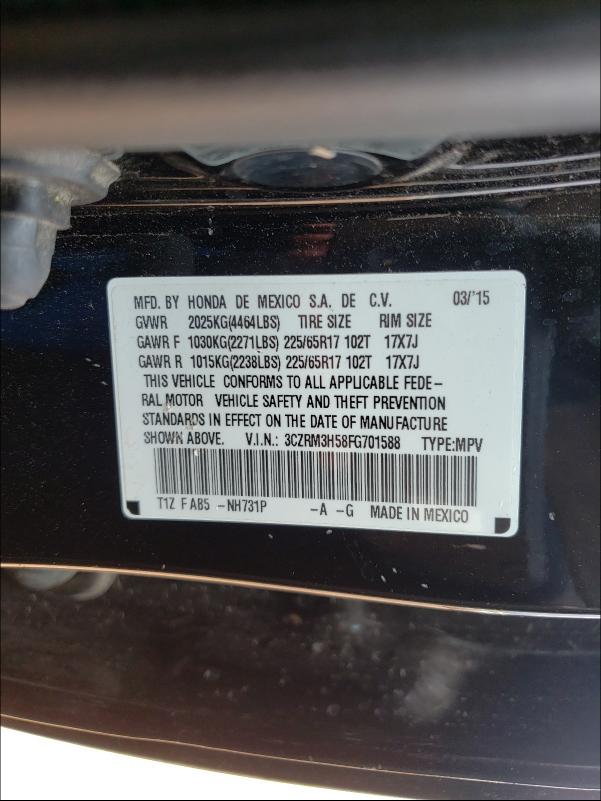 MFD. BY HONDA DE MEXICO S.A. DE C.V. 03/'15
GVWR 2025KG(4464LBS) TIRE SIZE RIM SIZE
GAWR F 1030KG(2271LBS) 225/65R17 102T 17X7J
GAWR R 1015KG(2238LBS) 225/65R17 102T 17X7J
THIS VEHICLE CONFORMS TO ALL APPLICABLE FEDE-
RAL MOTOR VEHICLE SAFETY AND THEFT PREVENTION
STANDARDS IN EFFECT ON THE DATE OF MANUFACTURE
SHOWN ABOVE. V.I.N.: 3CZRM3H58FG701588 TYPE:MPV
T1Z F AB5 -NH731P -A -G MADE IN MEXICO